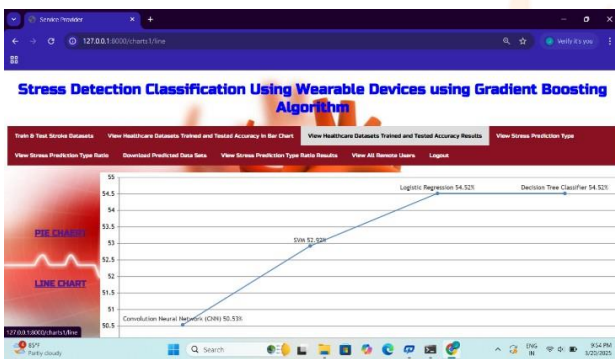 Service Provider
127.0.0.1:8000/charts1/line
Verify it's you
Stress Detection Classification Using Wearable Devices using Gradient Boosting
Algorithm
Train & Test Stroke Datasets View Healthcare Datasets Trained and Tested Accuracy in Bar Chart View Healthcare Datasets Trained and Tested Accuracy Results View Stress Prediction Type
View Stress Prediction Type Ratio Download Predicted Data Sets View Stress Prediction Type Ratio Results View All Remote Users Logout
55
Logistic Regression 54.52% Decision Tree Classifier 54.52%
54.5
54
53.5
PIE CHART
53
SVM 52.92%
52.5
52
LINE CHART
51.5
51
Convolution Neural Network (CNN) 50.53%
50.5
127.0.0.1:8000/charts1/line
85°F
Partly cloudy
Search
ENG
IN
9:54 PM